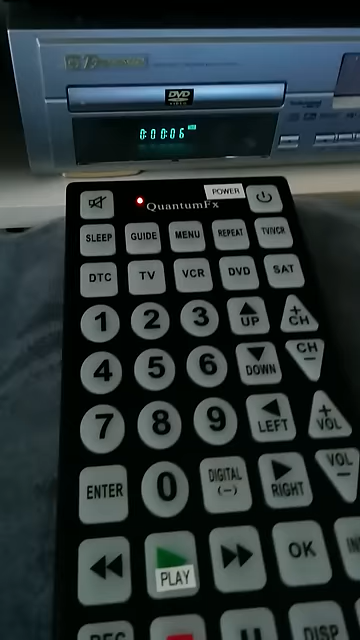 DVD
VIDEO
0:00:06
POWER
QuantumFx
SLEEP GUIDE MENU REPEAT TV/VCR
DTC TV VCR DVD SAT
1 2 3 UP + CH
4 5 6 DOWN CH -
7 8 9 LEFT + VOL
ENTER 0 DIGITAL (-) RIGHT VOL -
PLAY OK
REC DISP